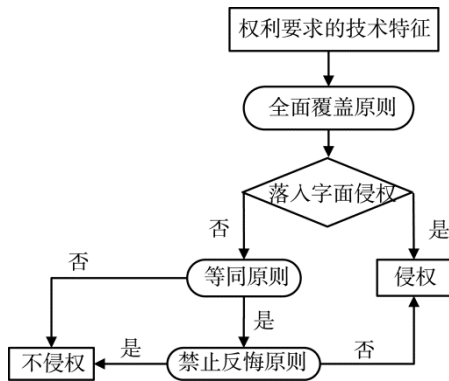 权利要求的技术特征
全面覆盖原则
落入字面侵权
否
是
否
等同原则
侵权
是
不侵权
是
禁止反悔原则
否